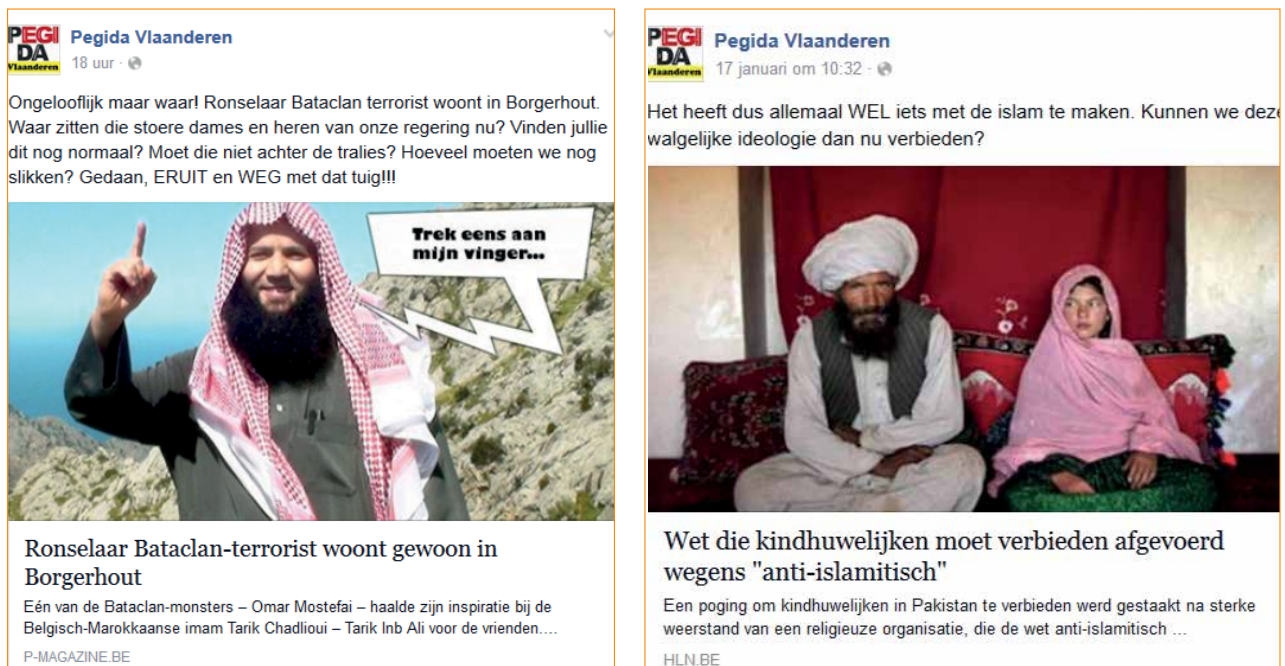 PEGI
DA
Vlaanderen
Pegida Vlaanderen
18 uur ·
Ongelooflijk maar waar! Ronselaar Bataclan terrorist woont in Borgerhout.
Waar zitten die stoere dames en heren van onze regering nu? Vinden jullie
dit nog normaal? Moet die niet achter de tralies? Hoeveel moeten we nog
slikken? Gedaan, ERUIT en WEG met dat tuig!!!
Trek eens aan
mijn vinger...
Ronselaar Bataclan-terrorist woont gewoon in
Borgerhout
Eén van de Bataclan-monsters – Omar Mostefai – haalde zijn inspiratie bij de
Belgisch-Marokkaanse imam Tarik Chadlioui – Tarik Inb Ali voor de vrienden....
P-MAGAZINE.BE
PEGI
DA
Vlaanderen
Pegida Vlaanderen
17 januari om 10:32 ·
Het heeft dus allemaal WEL iets met de islam te maken. Kunnen we deze
walgelijke ideologie dan nu verbieden?
Wet die kindhuwelijken moet verbieden afgevoerd
wegens "anti-islamitisch"
Een poging om kindhuwelijken in Pakistan te verbieden werd gestaakt na sterke
weerstand van een religieuze organisatie, die de wet anti-islamitisch ...
HLN.BE